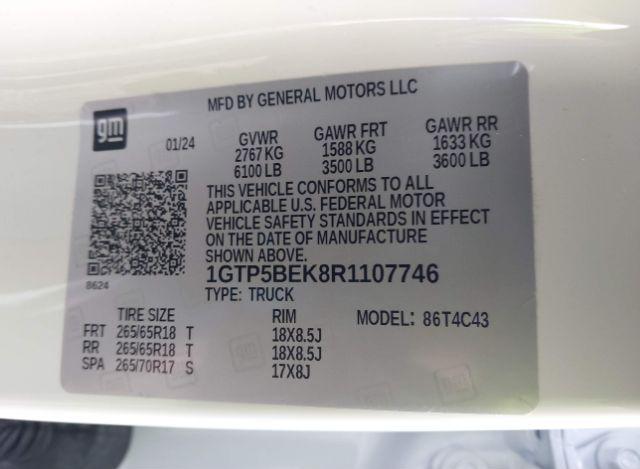 MFD BY GENERAL MOTORS LLC
gm
01/24
GVWR GAWR FRT GAWR RR
2767 KG 1588 KG 1633 KG
6100 LB 3500 LB 3600 LB
THIS VEHICLE CONFORMS TO ALL
APPLICABLE U.S. FEDERAL MOTOR
VEHICLE SAFETY STANDARDS IN EFFECT
ON THE DATE OF MANUFACTURE
SHOWN ABOVE.
8624
1GTP5BEK8R1107746
TYPE: TRUCK
TIRE SIZE RIM MODEL: 86T4C43
FRT 265/65R18 T 18X8.5J
RR 265/65R18 T 18X8.5J
SPA 265/70R17 S 17X8J